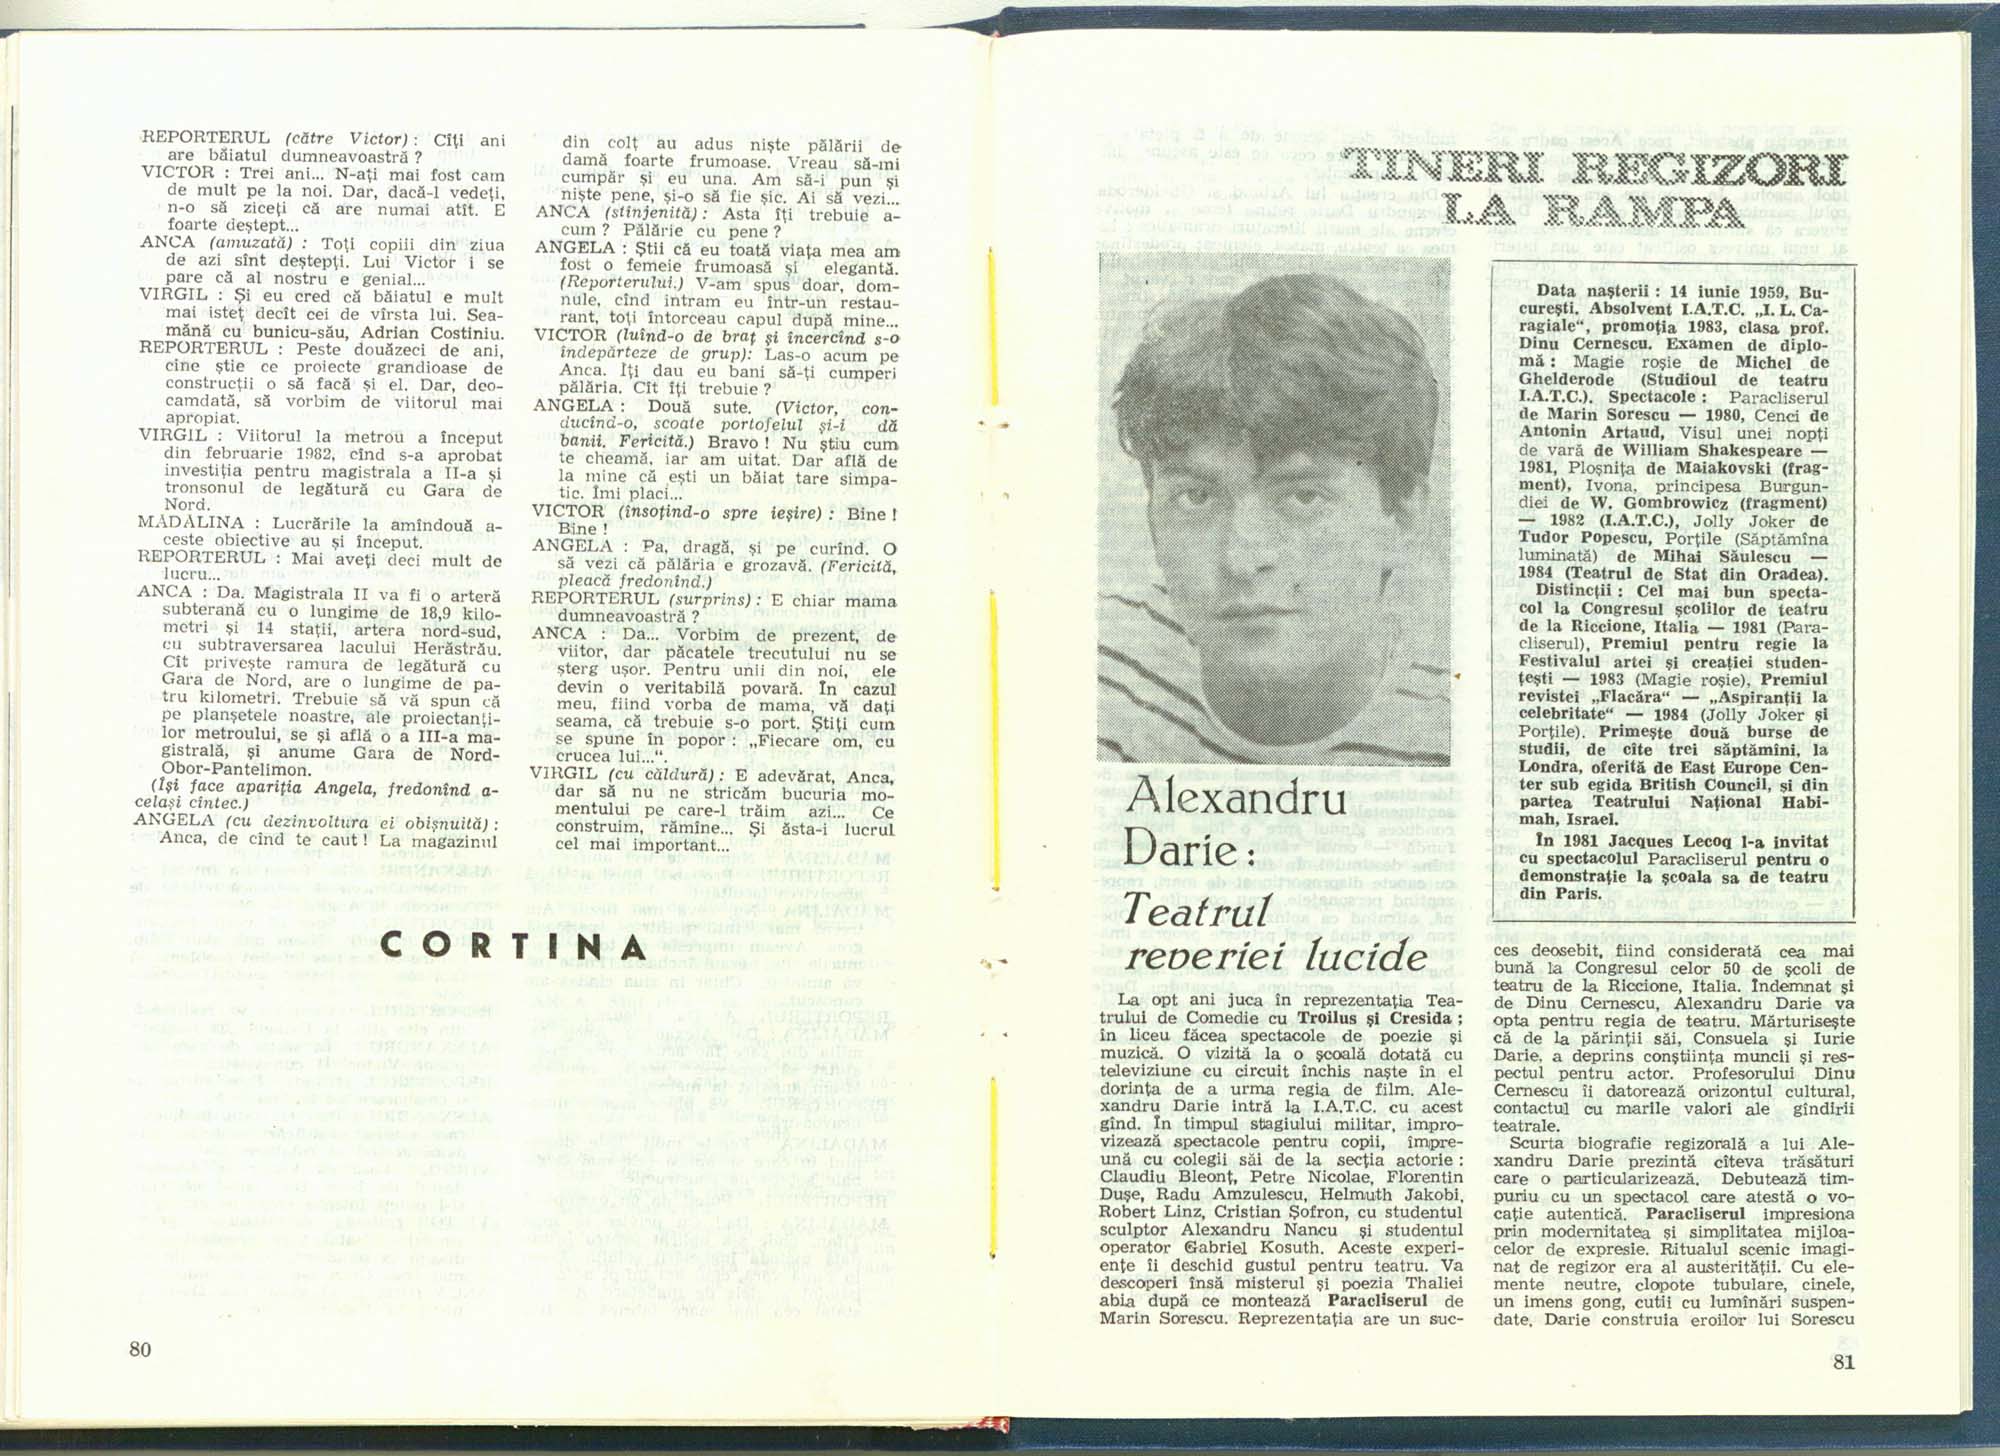 REPORTERUL (către Victor) : Cîți ani
are băiatul dumneavoastră ?
VICTOR : Trei ani... N-ați mai fost cam
de mult pe la noi. Dar, dacă-l vedeți,
n-o să ziceți că are numai atît. E
foarte deștept...
ANCA (amuzată) : Toți copiii din ziua
de azi sînt deștepți. Lui Victor i se
pare că al nostru e genial...
VIRGIL : Și eu cred că băiatul e mult
mai isteț decît cei de vîrsta lui. Sea-
mănă cu bunicu-său, Adrian Costiniu.
REPORTERUL : Peste douăzeci de ani,
cine știe ce proiecte grandioase de
construcții o să facă și el. Dar, deo-
camdată, să vorbim de viitorul mai
apropiat.
VIRGIL : Viitorul la metrou a început
din februarie 1982, cînd s-a aprobat
investiția pentru magistrala a II-a și
tronsonul de legătură cu Gara de
Nord.
MĂDĂLINA : Lucrările la amîndouă a-
ceste obiective au și început.
REPORTERUL : Mai aveți deci mult de
lucru...
ANCA : Da. Magistrala II va fi o arteră
subterană cu o lungime de 18,9 kilo-
metri și 14 stații, artera nord-sud,
cu subtraversarea lacului Herăstrău.
Cît privește ramura de legătură cu
Gara de Nord, are o lungime de pa-
tru kilometri. Trebuie să vă spun că
pe planșetele noastre, ale proiectanți-
lor metroului, se și află o a III-a ma-
gistrală, și anume Gara de Nord-
Obor-Pantelimon.
(Își face apariția Angela, fredonînd a-
celași cîntec.)
ANGELA (cu dezinvoltura ei obișnuită) :
Anca, de cînd te caut ! La magazinul
din colț au adus niște pălării de
damă foarte frumoase. Vreau să-mi
cumpăr și eu una. Am să-i pun și
niște pene, și-o să fie șic. Ai să vezi...
ANCA (stînjenită) : Asta îți trebuie a-
cum ? Pălărie cu pene ?
ANGELA : Știi că eu toată viața mea am
fost o femeie frumoasă și elegantă.
(Reporterului.) V-am spus doar, dom-
nule, cînd intram eu într-un restau-
rant, toți întorceau capul după mine...
VICTOR (luînd-o de braț și încercînd s-o
îndepărteze de grup): Las-o acum pe
Anca. Îți dau eu bani să-ți cumperi
pălăria. Cît îți trebuie ?
ANGELA : Două sute. (Victor, con-
ducînd-o, scoate portofelul și-i dă
banii. Fericită.) Bravo ! Nu știu cum
te cheamă, iar am uitat. Dar află de
la mine că ești un băiat tare simpa-
tic. Îmi placi...
VICTOR (însoțind-o spre ieșire) : Bine !
Bine !
ANGELA : Pa, dragă, și pe curînd. O
să vezi că pălăria e grozavă. (Fericită,
pleacă fredonînd.)
REPORTERUL (surprins) : E chiar mama
dumneavoastră ?
ANCA : Da... Vorbim de prezent, de
viitor, dar păcatele trecutului nu se
șterg ușor. Pentru unii din noi, ele
devin o veritabilă povară. În cazul
meu, fiind vorba de mama, vă dați
seama, că trebuie s-o port. Știți cum
se spune în popor : „Fiecare om, cu
crucea lui...“.
VIRGIL (cu căldură) : E adevărat, Anca,
dar să nu ne stricăm bucuria mo-
mentului pe care-l trăim azi... Ce
construim, rămîne... Și ăsta-i lucrul
cel mai important...
CORTINA
80
TINERI REGIZORI
LA RAMPA
Alexandru
Darie :
Teatrul
reveriei lucide
La opt ani juca în reprezentația Tea-
trului de Comedie cu Troilus și Cresida ;
în liceu făcea spectacole de poezie și
muzică. O vizită la o școală dotată cu
televiziune cu circuit închis naște în el
dorința de a urma regia de film. Ale-
xandru Darie intră la I.A.T.C. cu acest
gînd. În timpul stagiului militar, impro-
vizează spectacole pentru copii, împre-
ună cu colegii săi de la secția actorie :
Claudiu Bleonț, Petre Nicolae, Florentin
Dușe, Radu Amzulescu, Helmuth Jakobi,
Robert Linz, Cristian Șofron, cu studentul
sculptor Alexandru Nancu și studentul
operator Gabriel Kosuth. Aceste experi-
ențe îi deschid gustul pentru teatru. Va
descoperi însă misterul și poezia Thaliei
abia după ce montează Paracliserul de
Marin Sorescu. Reprezentația are un suc-
Data nașterii : 14 iunie 1959, Bu-
curești. Absolvent I.A.T.C. „I. L. Ca-
ragiale“, promoția 1983, clasa prof.
Dinu Cernescu. Examen de diplo-
mă : Magie roșie de Michel de
Ghelderode (Studioul de teatru
I.A.T.C.). Spectacole : Paracliserul
de Marin Sorescu — 1980, Cenci de
Antonin Artaud, Visul unei nopți
de vară de William Shakespeare —
1981, Ploșnița de Maiakovski (frag-
ment), Ivona, principesa Burgun-
diei de W. Gombrowicz (fragment)
— 1982 (I.A.T.C.), Jolly Joker de
Tudor Popescu, Porțile (Săptămîna
luminată) de Mihai Săulescu —
1984 (Teatrul de Stat din Oradea).
Distincții : Cel mai bun specta-
col la Congresul școlilor de teatru
de la Riccione, Italia — 1981 (Para-
cliserul), Premiul pentru regie la
Festivalul artei și creației studen-
țești — 1983 (Magie roșie), Premiul
revistei „Flacăra“ — „Aspiranții la
celebritate“ — 1984 (Jolly Joker și
Porțile). Primește două burse de
studii, de cîte trei săptămîni, la
Londra, oferită de East Europe Cen-
ter sub egida British Council, și din
partea Teatrului Național Habi-
mah, Israel.
În 1981 Jacques Lecoq l-a invitat
cu spectacolul Paracliserul pentru o
demonstrație la școala sa de teatru
din Paris.
ces deosebit, fiind considerată cea mai
bună la Congresul celor 50 de școli de
teatru de la Riccione, Italia. Îndemnat și
de Dinu Cernescu, Alexandru Darie va
opta pentru regia de teatru. Mărturisește
că de la părinții săi, Consuela și Iurie
Darie, a deprins conștiința muncii și res-
pectul pentru actor. Profesorului Dinu
Cernescu îi datorează orizontul cultural,
contactul cu marile valori ale gîndirii
teatrale.
Scurta biografie regizorală a lui Ale-
xandru Darie prezintă cîteva trăsături
care o particularizează. Debutează tim-
puriu cu un spectacol care atestă o vo-
cație autentică. Paracliserul impresiona
prin modernitatea și simplitatea mijloa-
celor de expresie. Ritualul scenic imagi-
nat de regizor era al austerității. Cu ele-
mente neutre, clopote tubulare, cinele,
un imens gong, cutii cu lumînări suspen-
date, Darie construia eroilor lui Sorescu
81